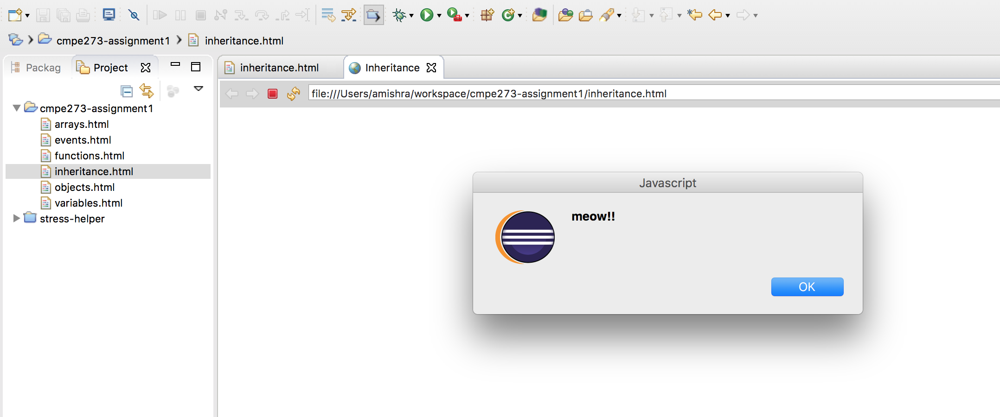 cmpe273-assignment1 inheritance.html
Packag Project
inheritance.html Inheritance
file:///Users/amishra/workspace/cmpe273-assignment1/inheritance.html
cmpe273-assignment1
arrays.html
events.html
functions.html
inheritance.html
objects.html
variables.html
stress-helper
Javascript
meow!!
OK